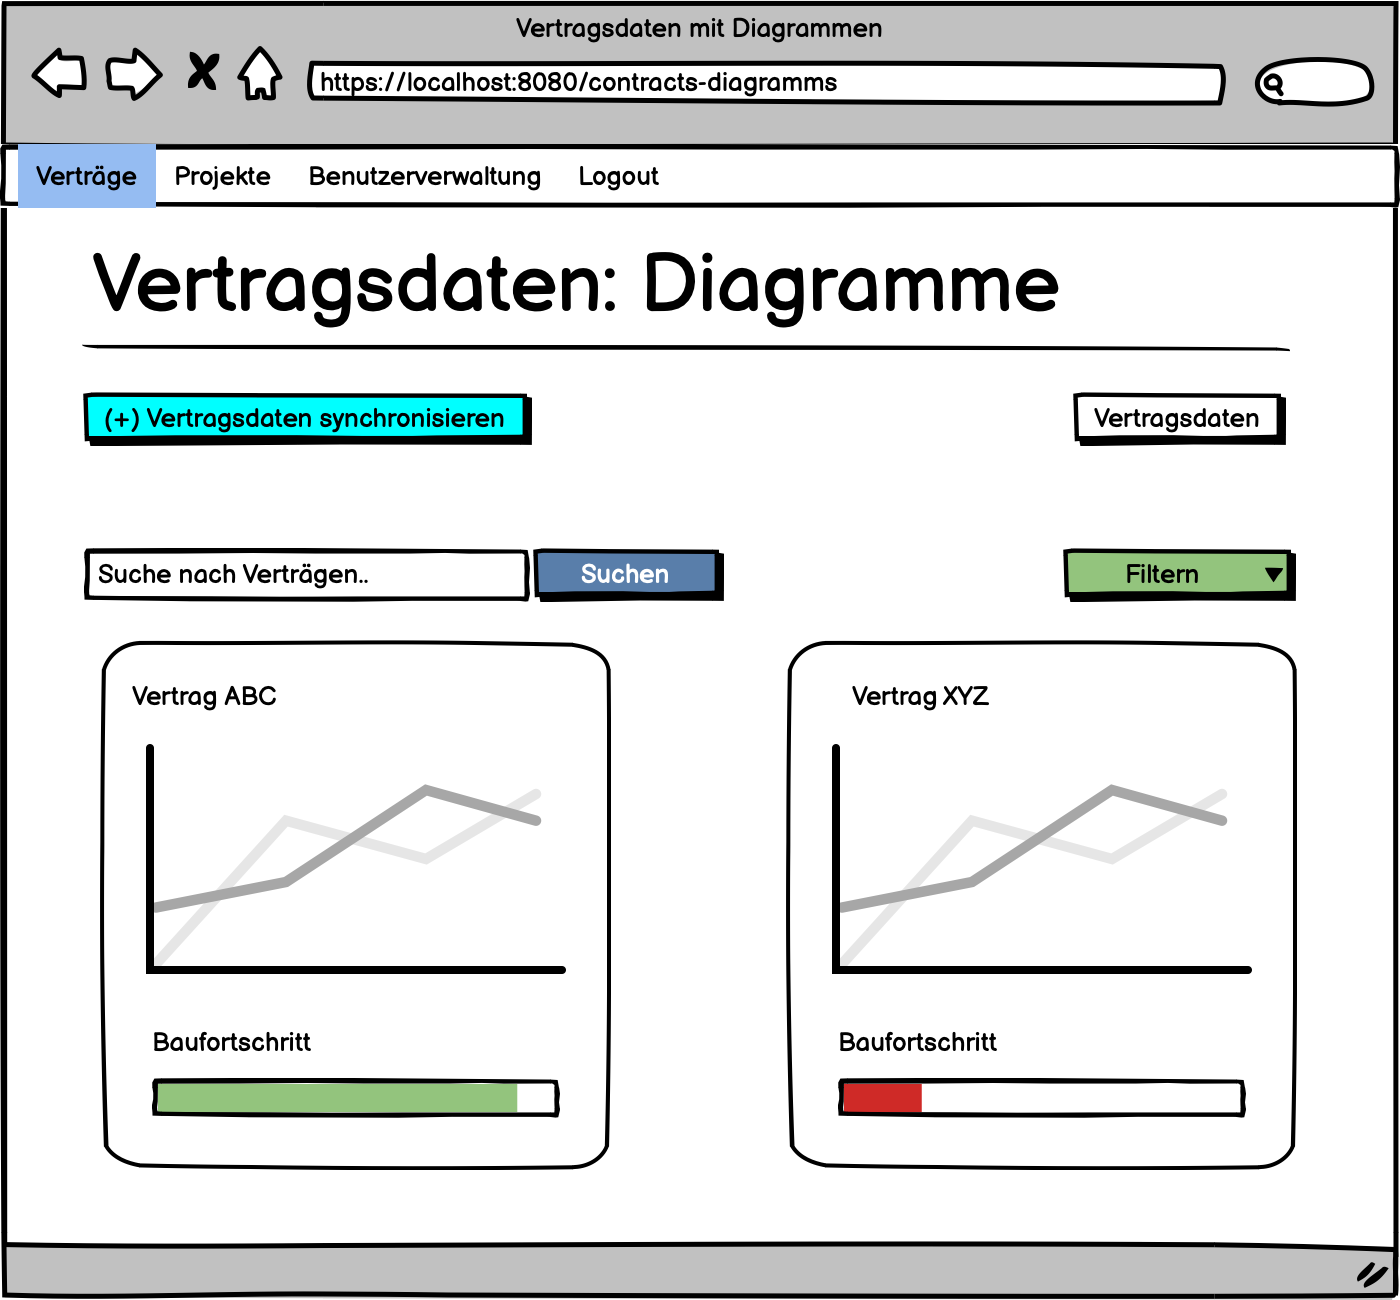 Vertragsdaten mit Diagrammen
https://localhost:8080/contracts-diagramms
Verträge Projekte Benutzerverwaltung Logout
Vertragsdaten: Diagramme
(+) Vertragsdaten synchronisieren Vertragsdaten
Suche nach Verträgen.. Suchen Filtern
Vertrag ABC Vertrag XYZ
Baufortschritt Baufortschritt